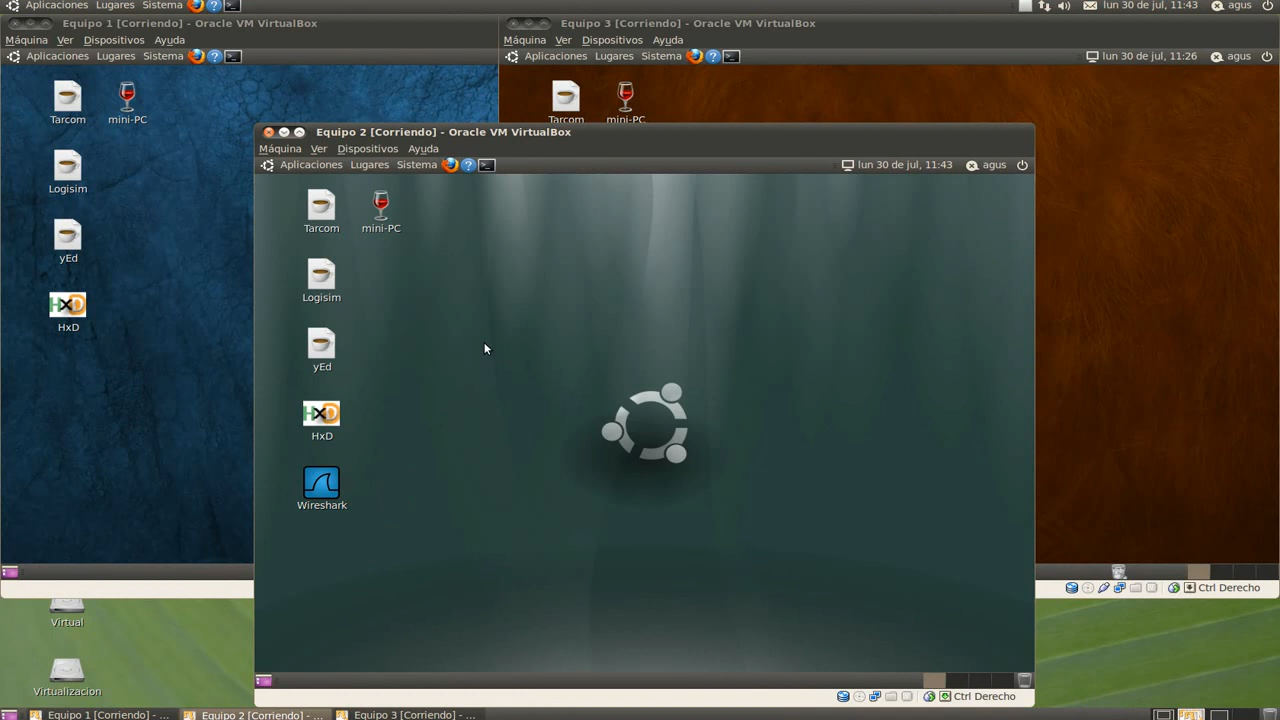 Aplicaciones Lugares Sistema ? >_ lun 30 de jul, 11:43 agus
Equipo 1 [Corriendo] - Oracle VM VirtualBox
Máquina Ver Dispositivos Ayuda
Aplicaciones Lugares Sistema ? >_
Tarcom mini-PC
Logisim
yEd
HxD
HxD
Equipo 3 [Corriendo] - Oracle VM VirtualBox
Máquina Ver Dispositivos Ayuda
Aplicaciones Lugares Sistema ? >_ lun 30 de jul, 11:26 agus
Tarcom mini-PC
Ctrl Derecho
Equipo 2 [Corriendo] - Oracle VM VirtualBox
Máquina Ver Dispositivos Ayuda
Aplicaciones Lugares Sistema ? >_ lun 30 de jul, 11:43 agus
Tarcom mini-PC
Logisim
yEd
HxD
HxD
Wireshark
Ctrl Derecho
Virtual
Virtualizacion
Equipo 1 [Corriendo] - ... Equipo 2 [Corriendo] - ... Equipo 3 [Corriendo] - ...